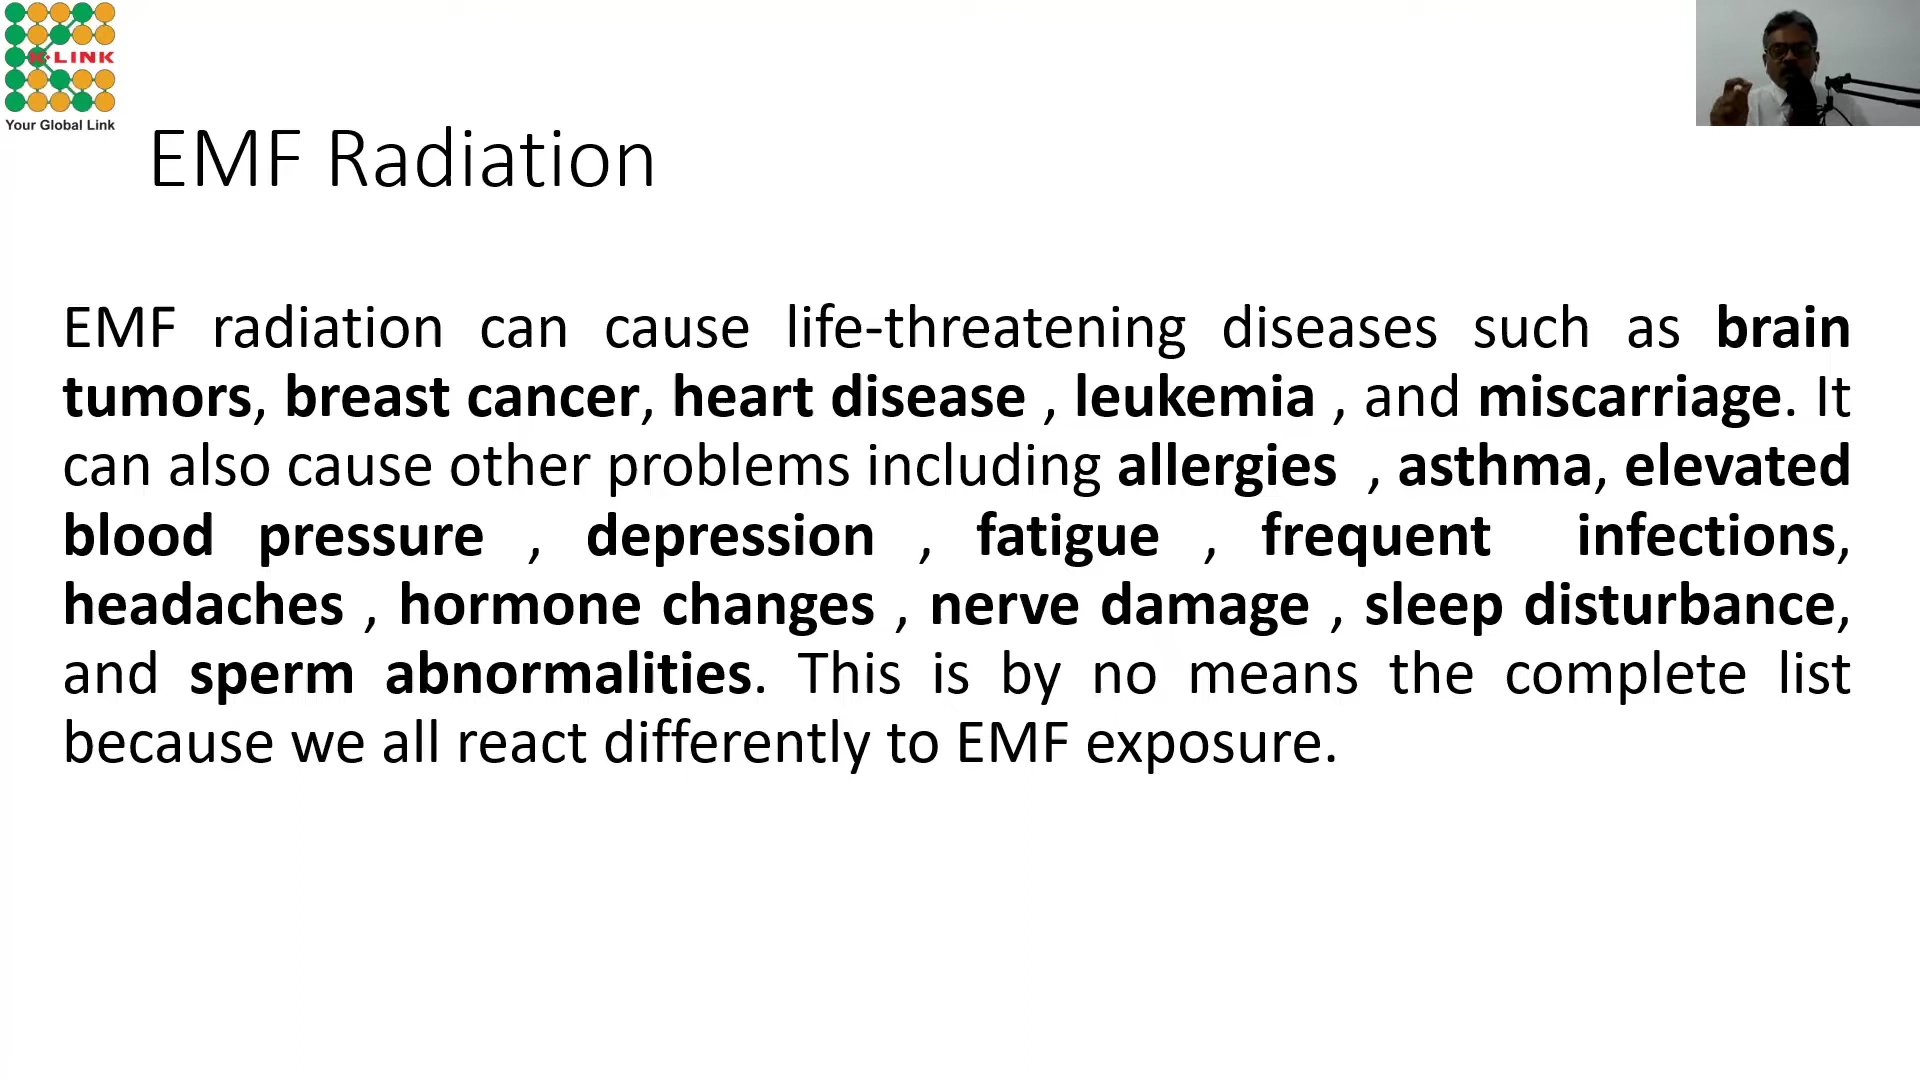 K-LINK
Your Global Link
EMF Radiation
EMF radiation can cause life-threatening diseases such as brain
tumors, breast cancer, heart disease , leukemia , and miscarriage. It
can also cause other problems including allergies , asthma, elevated
blood pressure , depression , fatigue , frequent infections,
headaches , hormone changes , nerve damage , sleep disturbance,
and sperm abnormalities. This is by no means the complete list
because we all react differently to EMF exposure.